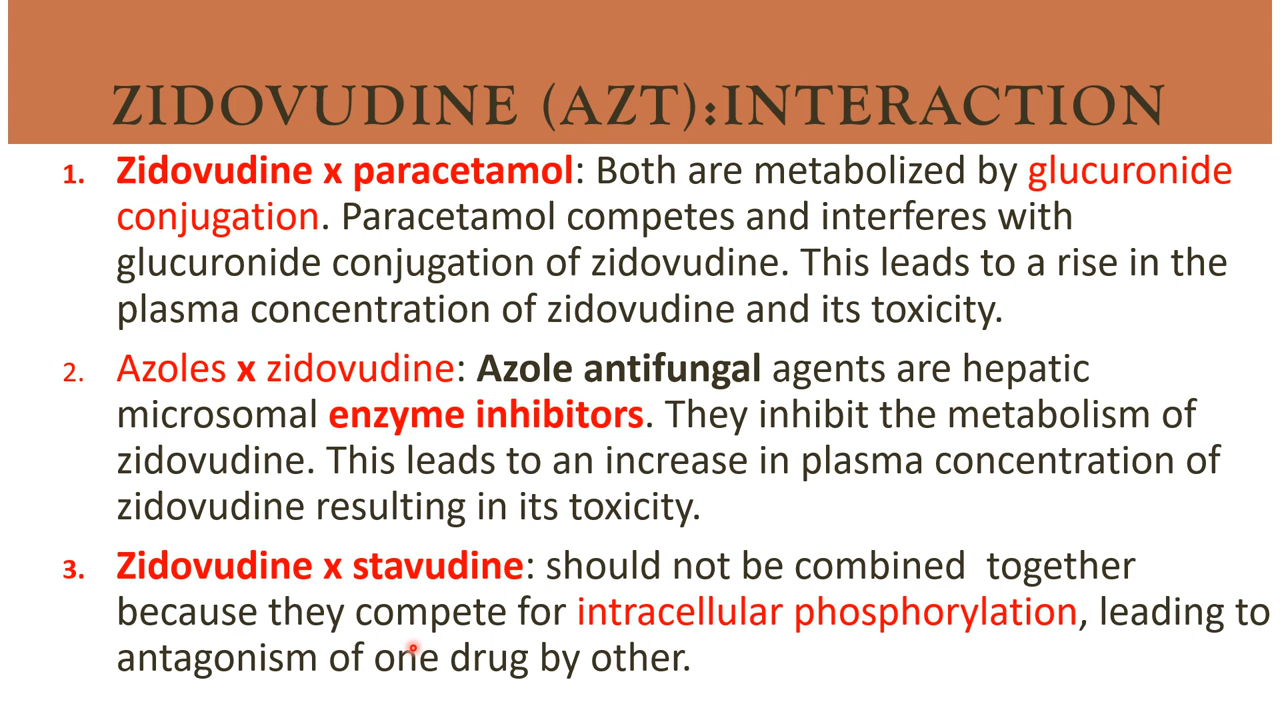 ZIDOVUDINE (AZT):INTERACTION
1. Zidovudine x paracetamol: Both are metabolized by glucuronide
conjugation. Paracetamol competes and interferes with
glucuronide conjugation of zidovudine. This leads to a rise in the
plasma concentration of zidovudine and its toxicity.
2. Azoles x zidovudine: Azole antifungal agents are hepatic
microsomal enzyme inhibitors. They inhibit the metabolism of
zidovudine. This leads to an increase in plasma concentration of
zidovudine resulting in its toxicity.
3. Zidovudine x stavudine: should not be combined  together
because they compete for intracellular phosphorylation, leading to
antagonism of one drug by other.